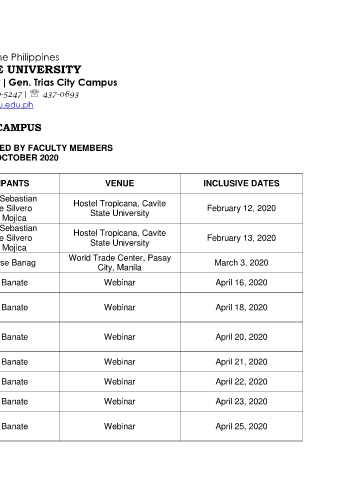 he Philippines
E UNIVERSITY
| Gen. Trias City Campus
-5247 | ☏ 437-0693
u.edu.ph
CAMPUS
ED BY FACULTY MEMBERS
OCTOBER 2020
IPANTS VENUE INCLUSIVE DATES
Sebastian
e Silvero
Mojica
Hostel Tropicana, Cavite
State University
February 12, 2020
Sebastian
e Silvero
Mojica
Hostel Tropicana, Cavite
State University
February 13, 2020
se Banag
World Trade Center, Pasay
City, Manila
March 3, 2020
Banate Webinar April 16, 2020
Banate Webinar April 18, 2020
Banate Webinar April 20, 2020
Banate Webinar April 21, 2020
Banate Webinar April 22, 2020
Banate Webinar April 23, 2020
Banate Webinar April 25, 2020